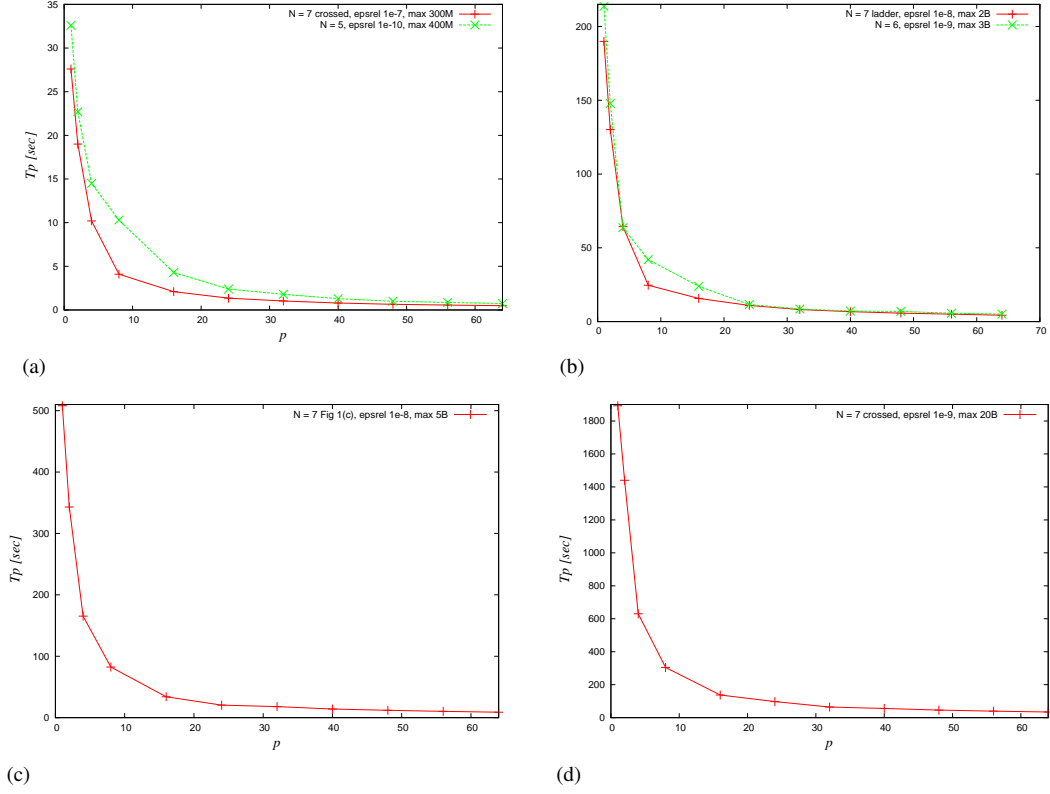 N = 7 crossed, epsrel 1e-7, max 300M
N = 5, epsrel 1e-10, max 400M
35
30
25
20
15
10
5
0
Tp [sec]
0 10 20 30 40 50 60
p
(a)
N = 7 ladder, epsrel 1e-8, max 2B
N = 6, epsrel 1e-9, max 3B
200
150
100
50
0
Tp [sec]
0 10 20 30 40 50 60 70
(b)
N = 7 Fig 1(c), epsrel 1e-8, max 5B
500
400
300
200
100
0
Tp [sec]
0 10 20 30 40 50 60
p
(c)
N = 7 crossed, epsrel 1e-9, max 20B
1800
1600
1400
1200
1000
800
600
400
200
0
Tp [sec]
0 10 20 30 40 50 60
p
(d)